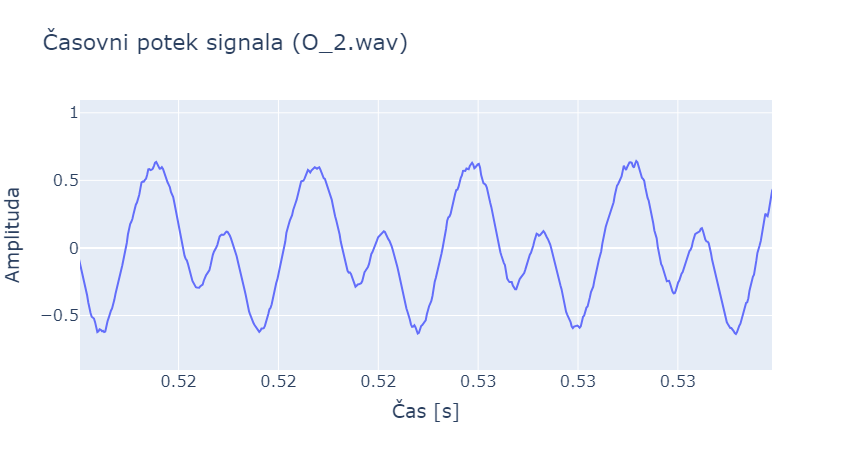 Časovni potek signala (O_2.wav)
1
0.5
0
−0.5
Amplituda
0.52 0.52 0.52 0.53 0.53 0.53
Čas [s]